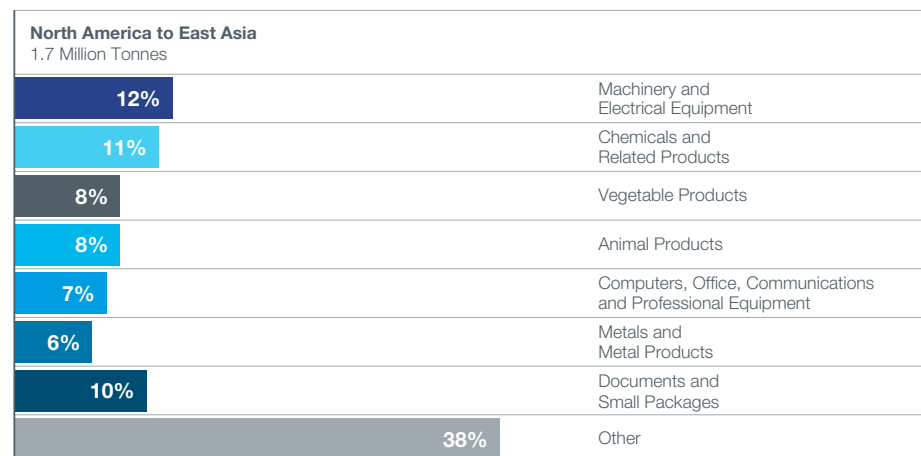 North America to East Asia
1.7 Million Tonnes
12%
Machinery and
Electrical Equipment
11%
Chemicals and
Related Products
8%
Vegetable Products
8%
Animal Products
7%
Computers, Office, Communications
and Professional Equipment
6%
Metals and
Metal Products
10%
Documents and
Small Packages
38%
Other